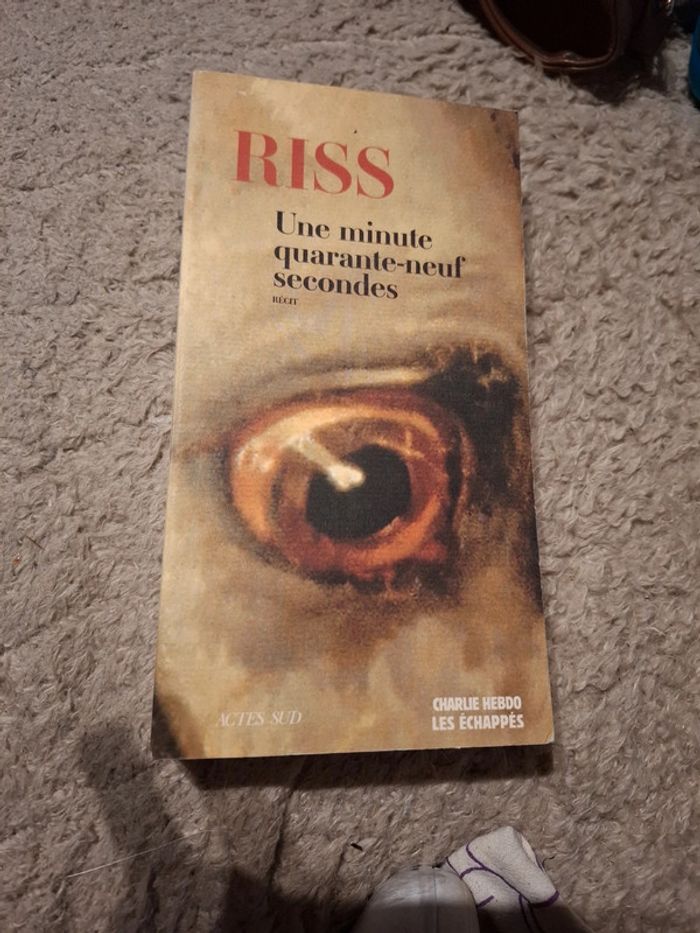 RISS
Une minute
quarante-neuf
secondes
RÉCIT
ACTES SUD
CHARLIE HEBDO
LES ÉCHAPPÉS